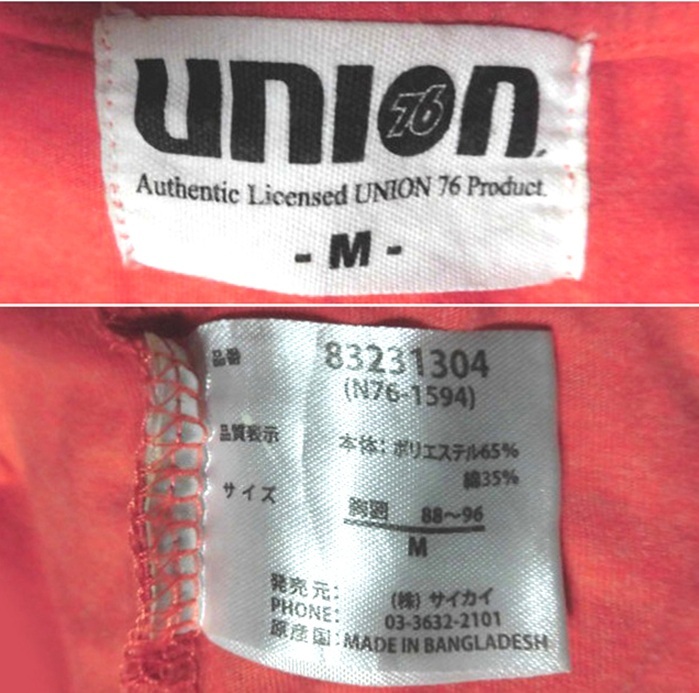 union 76
Authentic Licensed UNION 76 Product.
- M -
品番 83231304
(N76-1594)
品質表示 本体: ポリエステル65%
綿35%
サイズ
胸囲 88～96
M
発売元: (株) サイカイ
PHONE: 03-3632-2101
原産国: MADE IN BANGLADESH